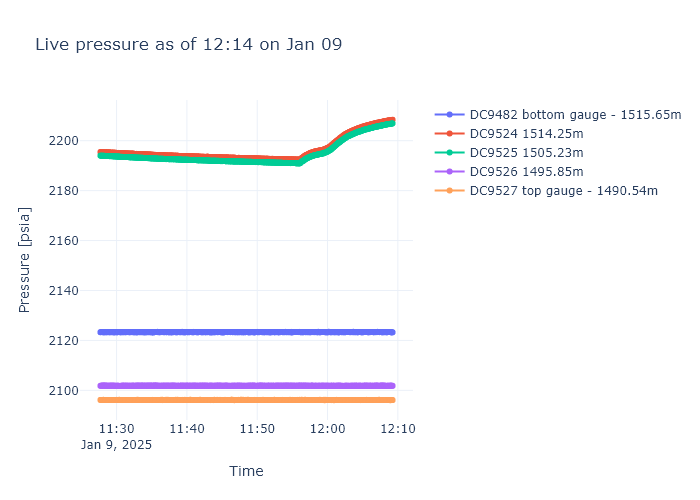 Live pressure as of 12:14 on Jan 09
DC9482 bottom gauge - 1515.65m
DC9524 1514.25m
DC9525 1505.23m
DC9526 1495.85m
DC9527 top gauge - 1490.54m
Pressure [psia]
2200
2180
2160
2140
2120
2100
11:30
11:40
11:50
12:00
12:10
Jan 9, 2025
Time